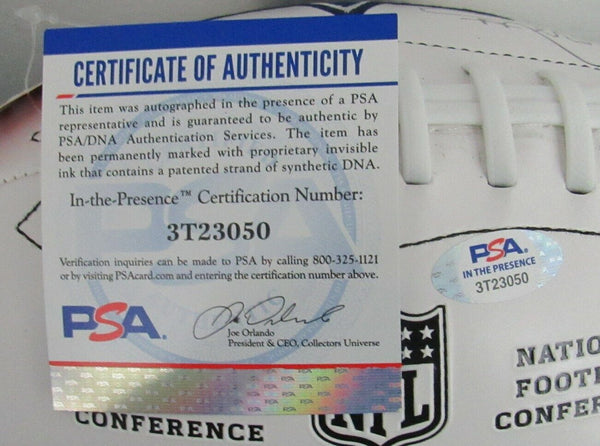 CERTIFICATE OF AUTHENTICITY
This item was autographed in the presence of a PSA
representative and is guaranteed to be authentic by
PSA/DNA Authentication Services. The item has
been permanently marked with proprietary invisible
ink that contains a patented strand of synthetic DNA.
In-the-Presence™ Certification Number:
3T23050
Verification inquiries can be made to PSA by calling 800-325-1121
or by visiting PSAcard.com and entering the certification number above.
PSA.
Joe Orlando
President & CEO, Collectors Universe
PSA.
IN THE PRESENCE
3T23050
NFL
NATIO
FOOT
CONFER
CONFERENCE